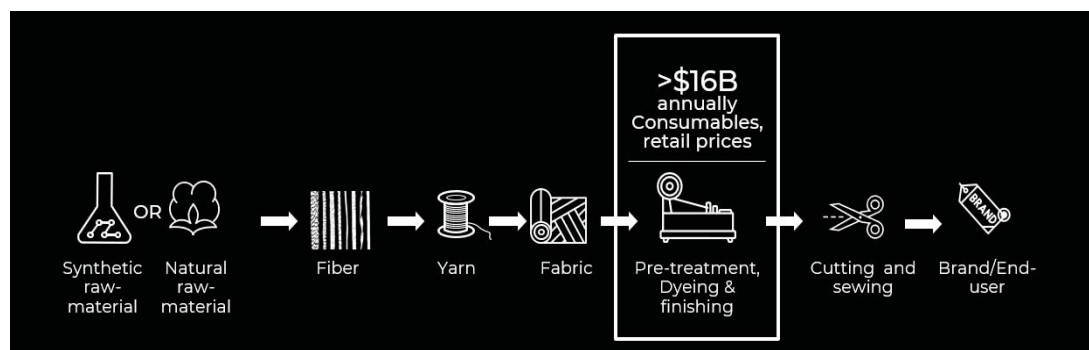 >$16B
annually
Consumables,
retail prices
OR
BRAND
Synthetic
raw-
material
Natural
raw-
material
Fiber
Yarn
Fabric
Pre-treatment,
Dyeing &
finishing
Cutting and
sewing
Brand/End-
user